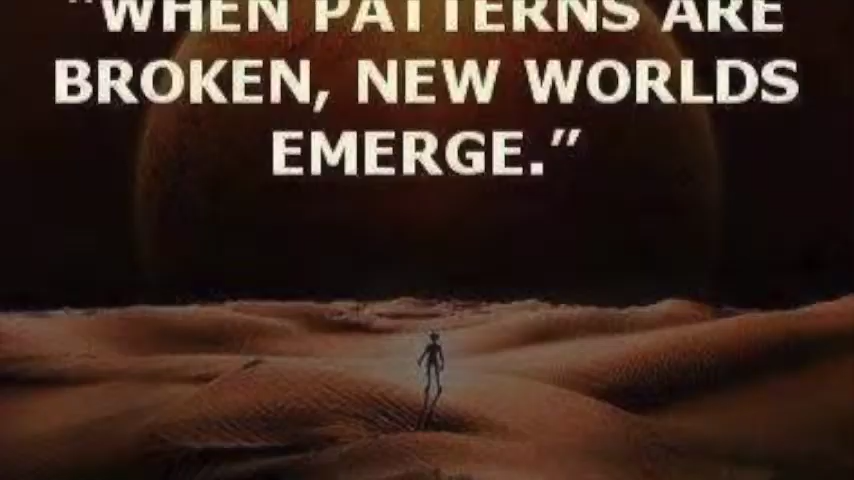 "WHEN PATTERNS ARE
BROKEN, NEW WORLDS
EMERGE."